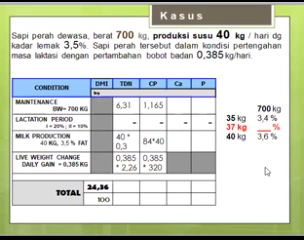 Kasus
Sapi perah dewasa, berat 700 kg, produksi susu 40 kg / hari dg
kadar lemak 3,5%. Sapi perah tersebut dalam kondisi pertengahan
masa laktasi dengan pertambahan bobot badan 0,385 kg/hari.
CONDITION DMI TDN CP Ca P
MAINTENANCE
BW= 700 KG 6,31 1,165
LACTATION PERIOD
- - - -
MILK PRODUCTION
40 KG, 3,5 % FAT 40 * 0,3 84*40
LIVE WEIGHT CHANGE
DAILY GAIN = 0,385 KG 0,385 * 2,26 0,385 * 320
TOTAL 24,36
100
700 kg
35 kg 3,4 %
37 kg __ %
40 kg 3,6 %